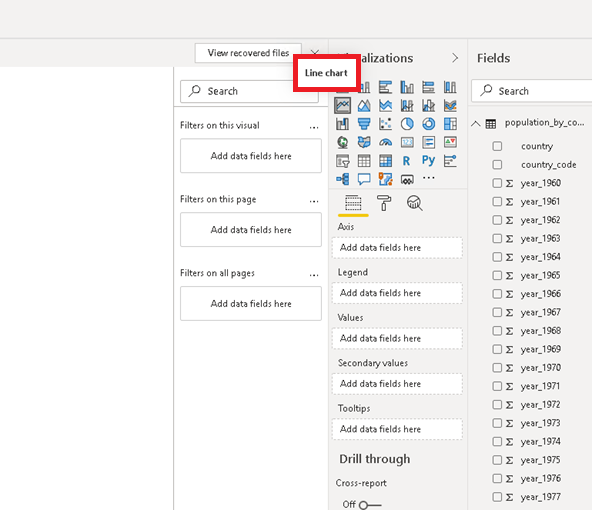 View recovered files
Line chart
Search
Filters on this visual
...
Add data fields here
Filters on this page
...
Add data fields here
Filters on all pages
...
Add data fields here
R
Py
...
Axis
Add data fields here
Legend
Add data fields here
Values
Add data fields here
Secondary values
Add data fields here
Tooltips
Add data fields here
Drill through
Cross-report
Off
Fields
Search
population_by_co...
country
country_code
Σ year_1960
Σ year_1961
Σ year_1962
Σ year_1963
Σ year_1964
Σ year_1965
Σ year_1966
Σ year_1967
Σ year_1968
Σ year_1969
Σ year_1970
Σ year_1971
Σ year_1972
Σ year_1973
Σ year_1974
Σ year_1975
Σ year_1976
Σ year_1977